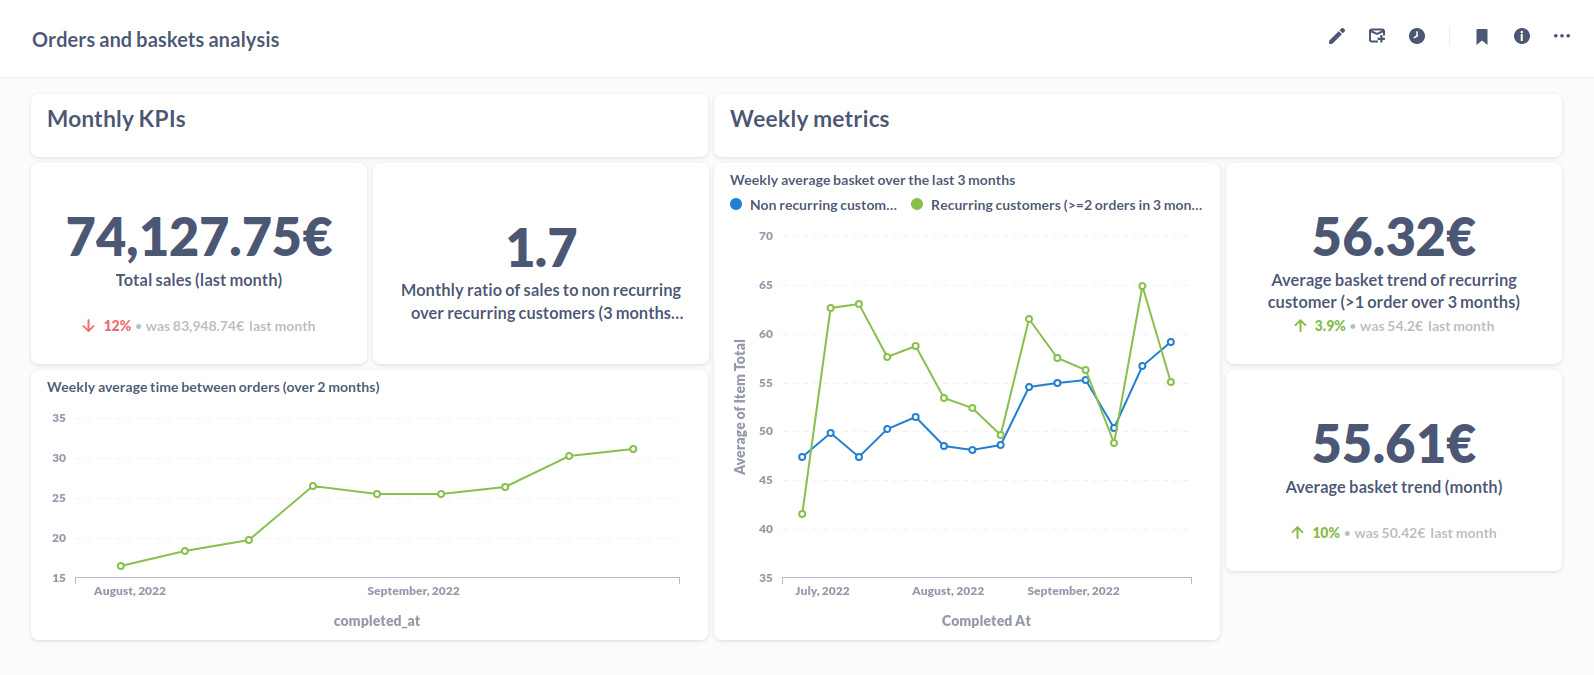 Orders and baskets analysis
Monthly KPIs
74,127.75€
Total sales (last month)
12% • was 83,948.74€ last month
1.7
Monthly ratio of sales to non recurring
over recurring customers (3 months...
Weekly average time between orders (over 2 months)
35
30
25
20
15
August, 2022
September, 2022
completed_at
Weekly metrics
Weekly average basket over the last 3 months
Non recurring custom...
Recurring customers (>=2 orders in 3 mon...
Average of Item Total
70
65
60
55
50
45
40
35
July, 2022
August, 2022
September, 2022
Completed At
56.32€
Average basket trend of recurring
customer (>1 order over 3 months)
3.9% • was 54.2€ last month
55.61€
Average basket trend (month)
10% • was 50.42€ last month